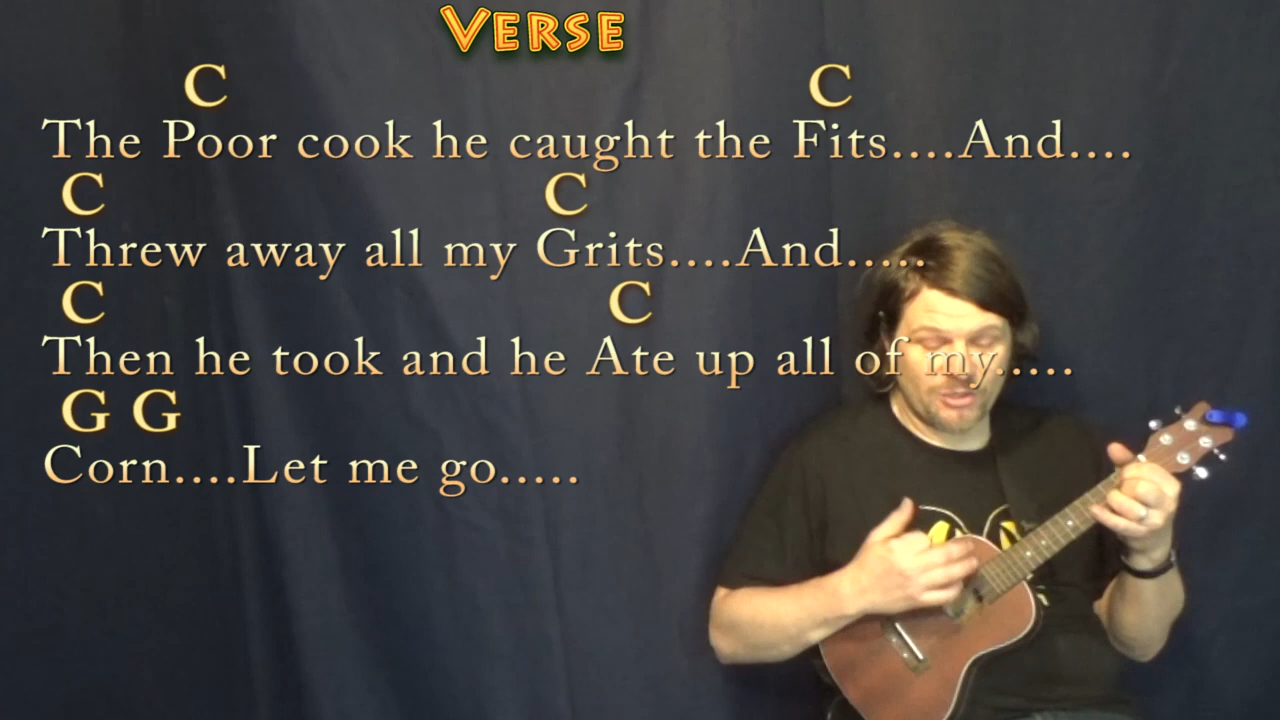 VERSE
C C
The Poor cook he caught the Fits....And....
C C
Threw away all my Grits....And.....
C C
Then he took and he Ate up all of my.....
G G
Corn....Let me go.....